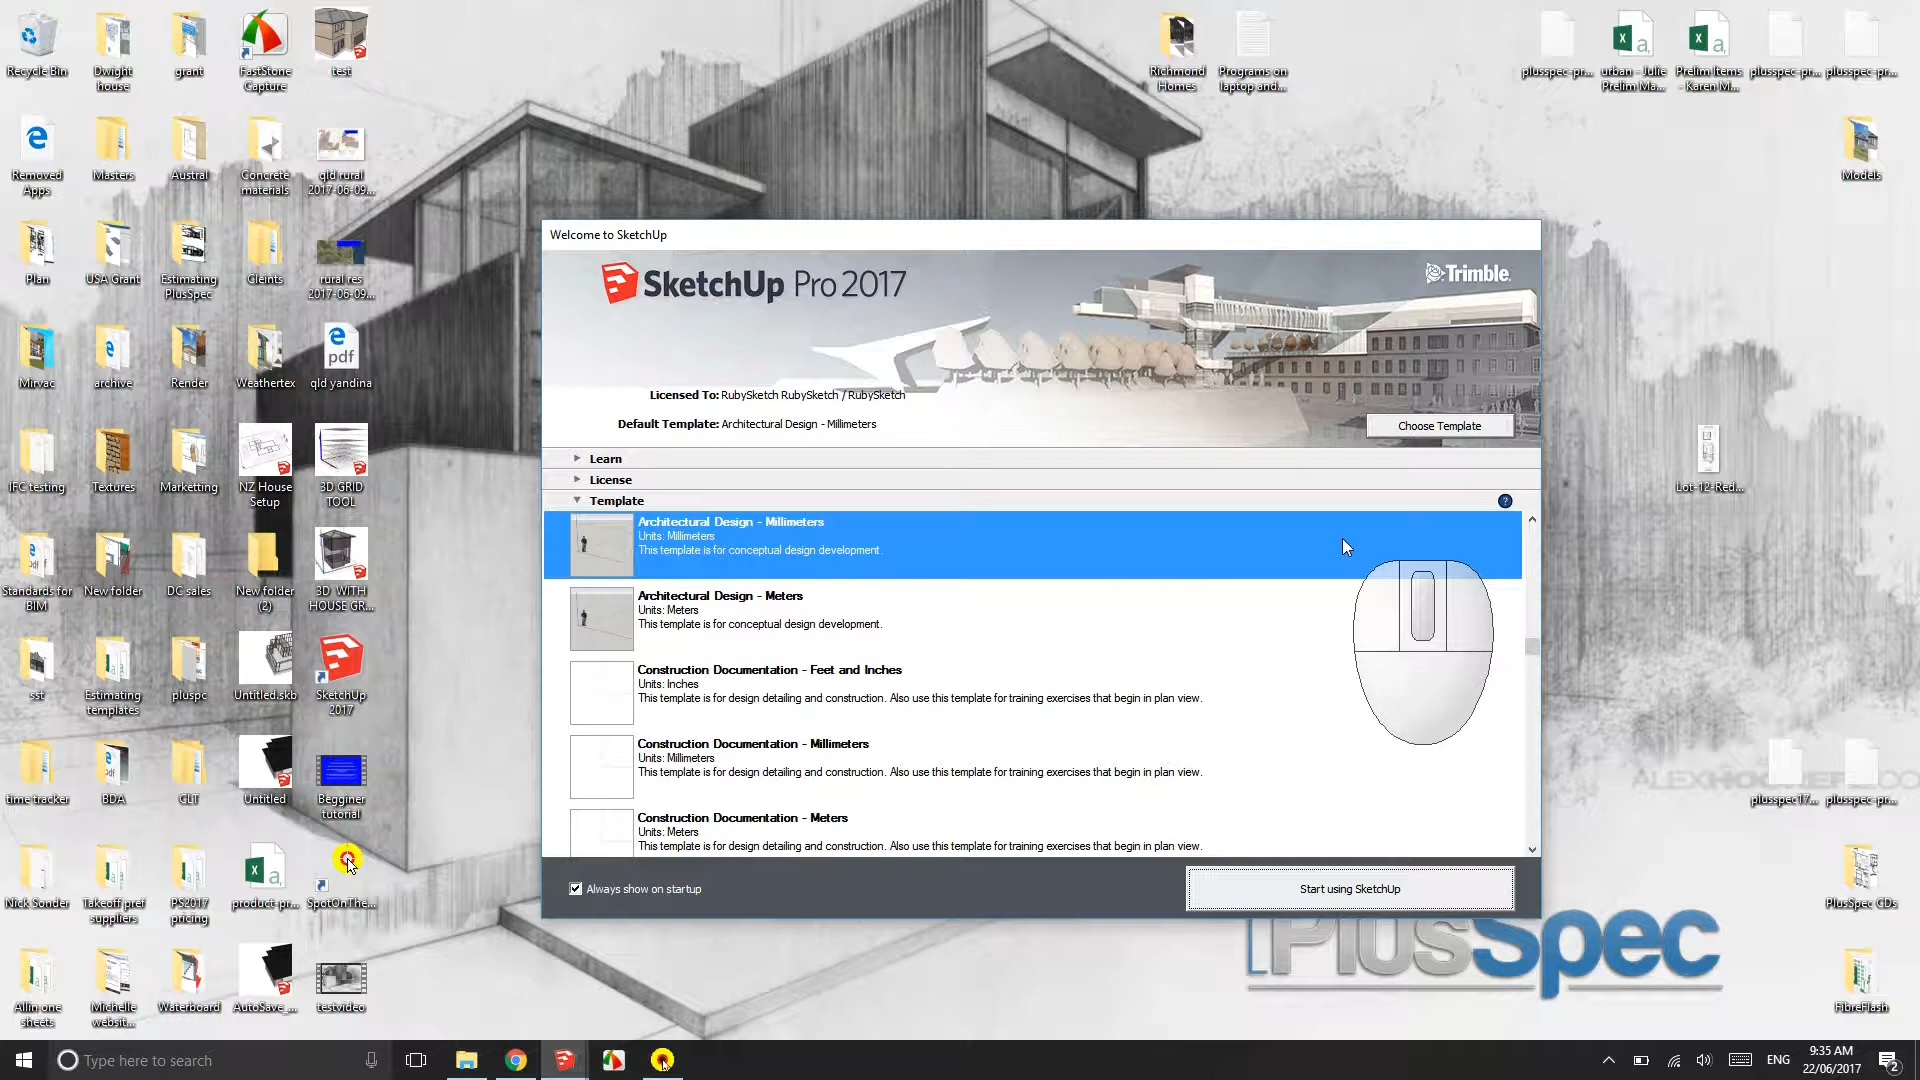 Recycle Bin
Dwight
house
grant
FastStone
Capture
test
Richmond
Homes
Programs on
laptop and...
plusspec-pr...
urban - Julie
Prelim Ma...
Prelim Items
- Karen M...
plusspec-pr...
plusspec-pr...
Removed
Apps
Masters
Austral
Concrete
materials
qld rural
2017-06-09...
Models
Plan
USA Grant
Estimating
PlusSpec
Cleints
rural res
2017-06-09...
Mirvac
archive
Render
Weathertex
pdf
qld yandina
IFC testing
Textures
Marketting
NZ House
Setup
3D GRID
TOOL
Lot-12-Red...
Standards for
BIM
New folder
DC sales
New folder
(2)
3D WITH
HOUSE GR...
sst
Estimating
templates
pluspc
Untitled.skb
SketchUp
2017
time tracker
BDA
CLT
Untitled
Begginer
tutorial
plusspec17...
plusspec-pr...
Nick Sonder
Takeoff pref
suppliers
PS2017
pricing
product-pr...
SpotOnThe...
PlusSpec CDs
Allin one
sheets
Michelle
websit...
Waterboard
AutoSave_...
testvideo
FibreFlash
Welcome to SketchUp
SketchUp Pro 2017
Trimble.
Licensed To: RubySketch RubySketch / RubySketch
Default Template: Architectural Design - Millimeters
Choose Template
Learn
License
Template
?
Architectural Design - Millimeters
Units: Millimeters
This template is for conceptual design development.
Architectural Design - Meters
Units: Meters
This template is for conceptual design development.
Construction Documentation - Feet and Inches
Units: Inches
This template is for design detailing and construction. Also use this template for training exercises that begin in plan view.
Construction Documentation - Millimeters
Units: Millimeters
This template is for design detailing and construction. Also use this template for training exercises that begin in plan view.
Construction Documentation - Meters
Units: Meters
This template is for design detailing and construction. Also use this template for training exercises that begin in plan view.
Always show on startup
Start using SketchUp
PlusSpec
Type here to search
ENG
9:35 AM
22/06/2017
2